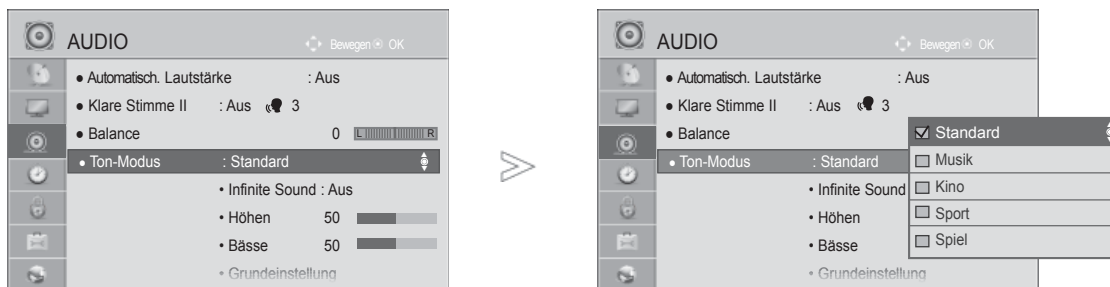 AUDIO Bewegen OK
• Automatisch. Lautstärke : Aus
• Klare Stimme II : Aus 3
• Balance 0 L R
• Ton-Modus : Standard
• Infinite Sound : Aus
• Höhen 50
• Bässe 50
• Grundeinstellung
AUDIO Bewegen OK
• Automatisch. Lautstärke : Aus
• Klare Stimme II : Aus 3
• Balance
• Ton-Modus : Standard
• Infinite Sound
• Höhen
• Bässe
• Grundeinstellung
Standard
Musik
Kino
Sport
Spiel